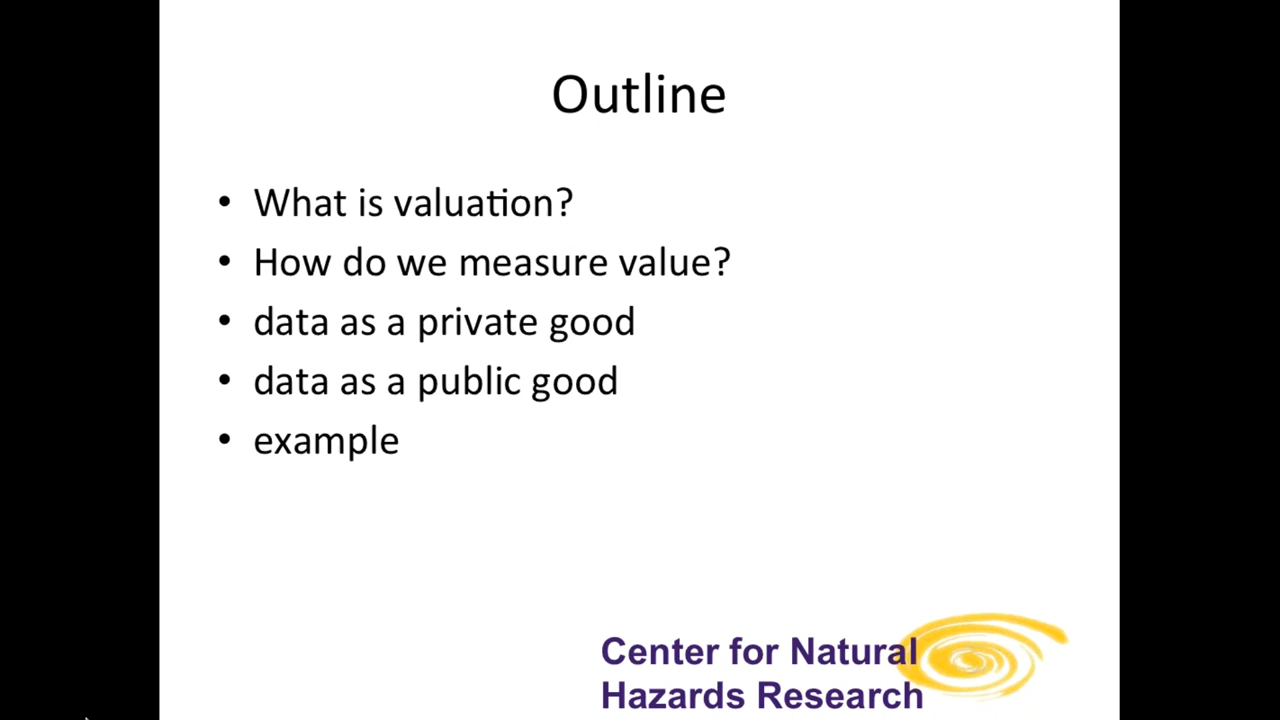 Outline
• What is valuation?
• How do we measure value?
• data as a private good
• data as a public good
• example
Center for Natural
Hazards Research